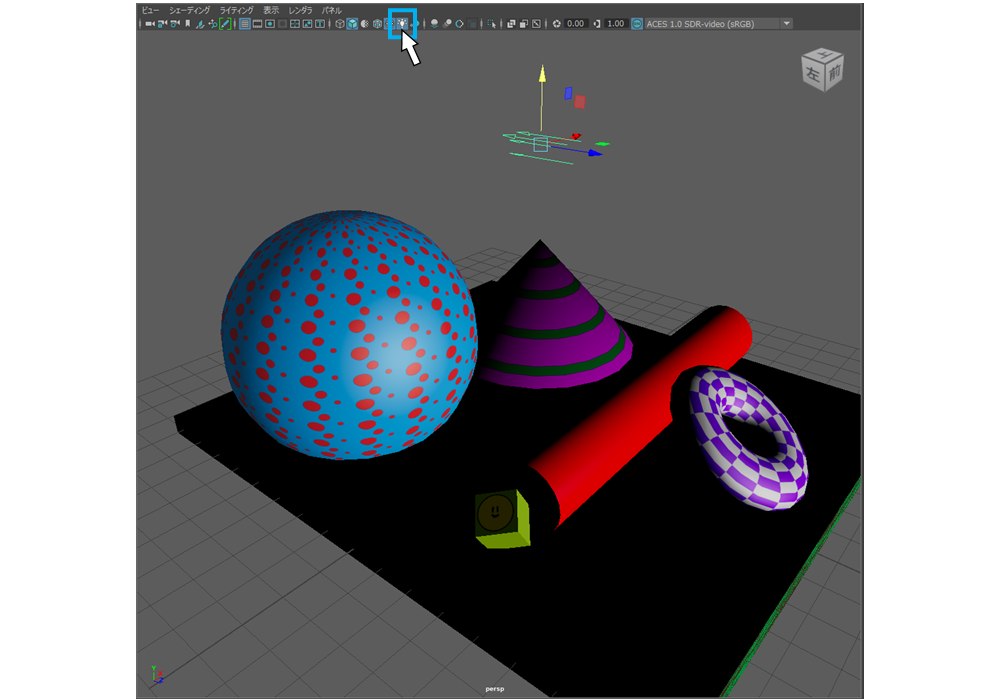 ビュー シェーディング ライティング 表示 レンダラ パネル
0.00 1.00 ACES 1.0 SDR-video (sRGB)
左 前
persp
Y
Z